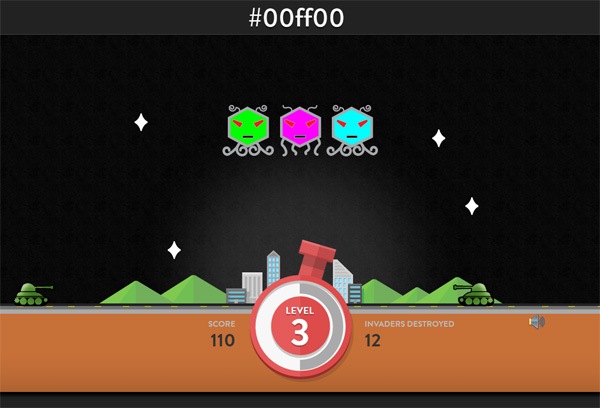 #00ff00
LEVEL
3
SCORE
110
INVADERS DESTROYED
12